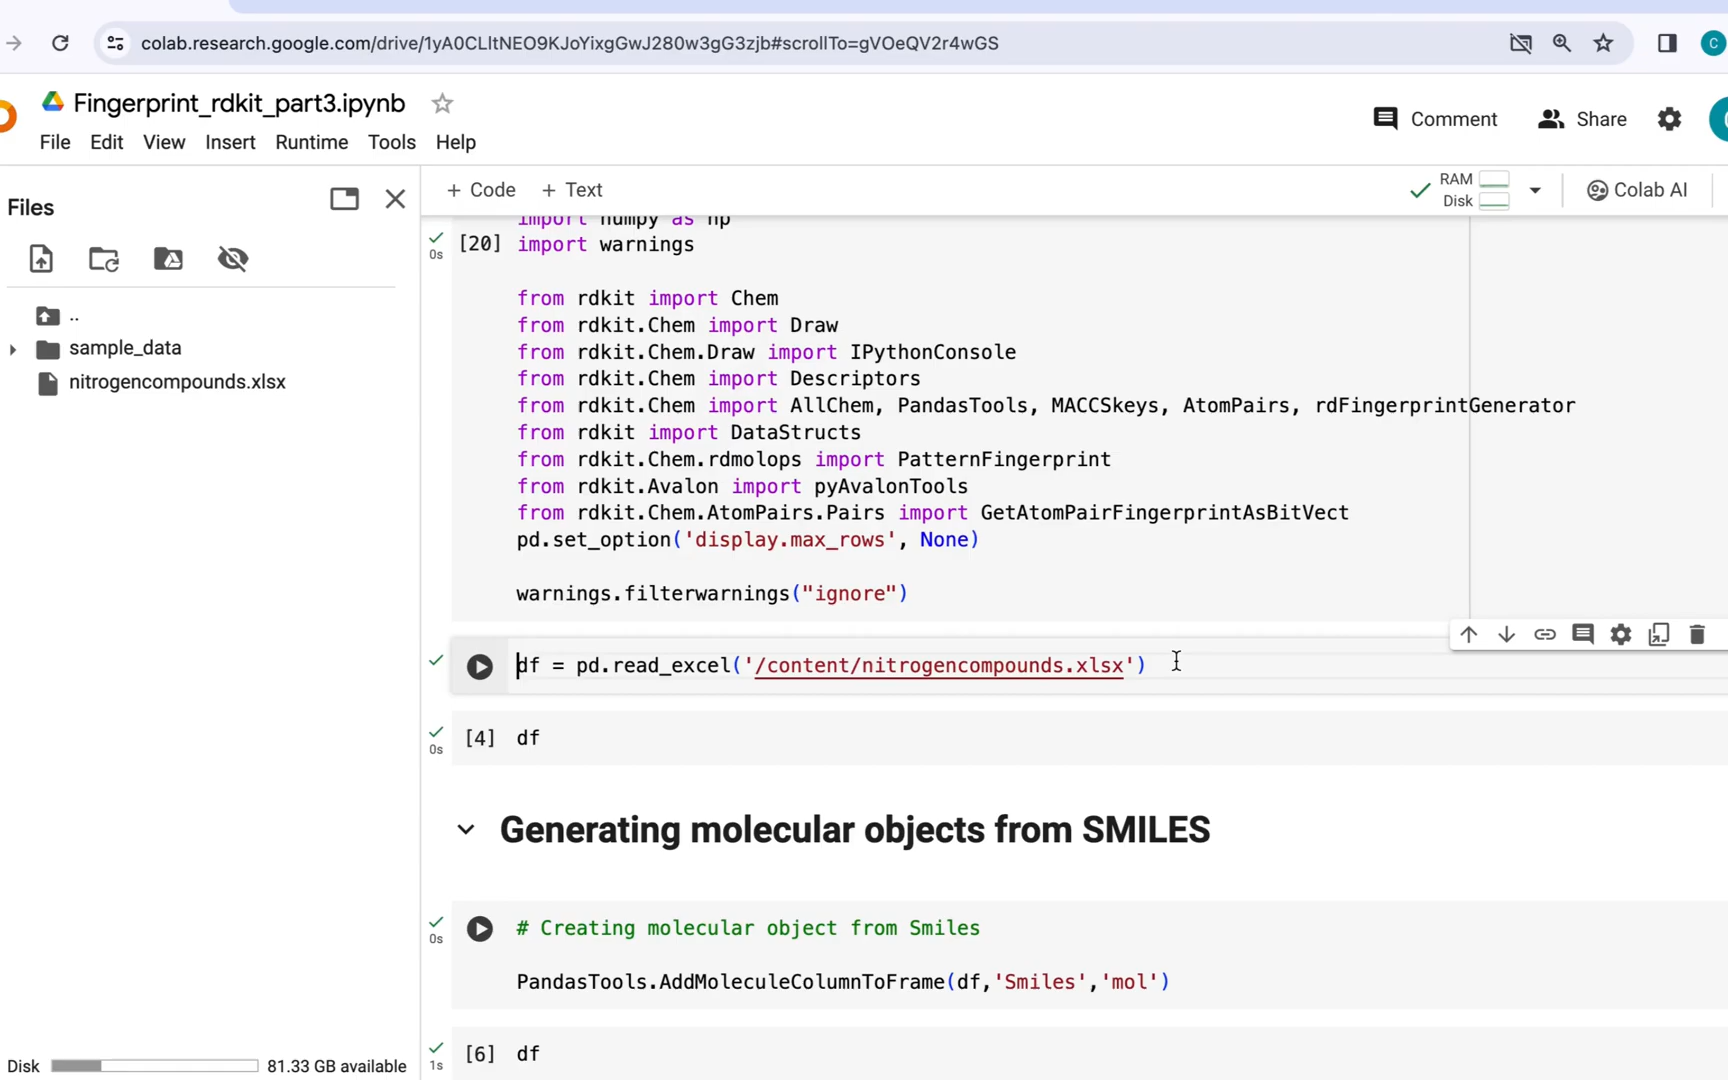 colab.research.google.com/drive/1yA0CLltNEO9KJoYixgGwJ280w3gG3zjb#scrollTo=gVOeQV2r4wGS
C
Fingerprint_rdkit_part3.ipynb
Comment
Share
File Edit View Insert Runtime Tools Help
Files
+ Code + Text
RAM
Disk
Colab AI
..
sample_data
nitrogencompounds.xlsx
import numpy as np
0s [20] import warnings
from rdkit import Chem
from rdkit.Chem import Draw
from rdkit.Chem.Draw import IPythonConsole
from rdkit.Chem import Descriptors
from rdkit.Chem import AllChem, PandasTools, MACCSkeys, AtomPairs, rdFingerprintGenerator
from rdkit import DataStructs
from rdkit.Chem.rdmolops import PatternFingerprint
from rdkit.Avalon import pyAvalonTools
from rdkit.Chem.AtomPairs.Pairs import GetAtomPairFingerprintAsBitVect
pd.set_option('display.max_rows', None)
warnings.filterwarnings("ignore")
df = pd.read_excel('/content/nitrogencompounds.xlsx')
0s [4] df
Generating molecular objects from SMILES
0s # Creating molecular object from Smiles
PandasTools.AddMoleculeColumnToFrame(df,'Smiles','mol')
1s [6] df
Disk 81.33 GB available